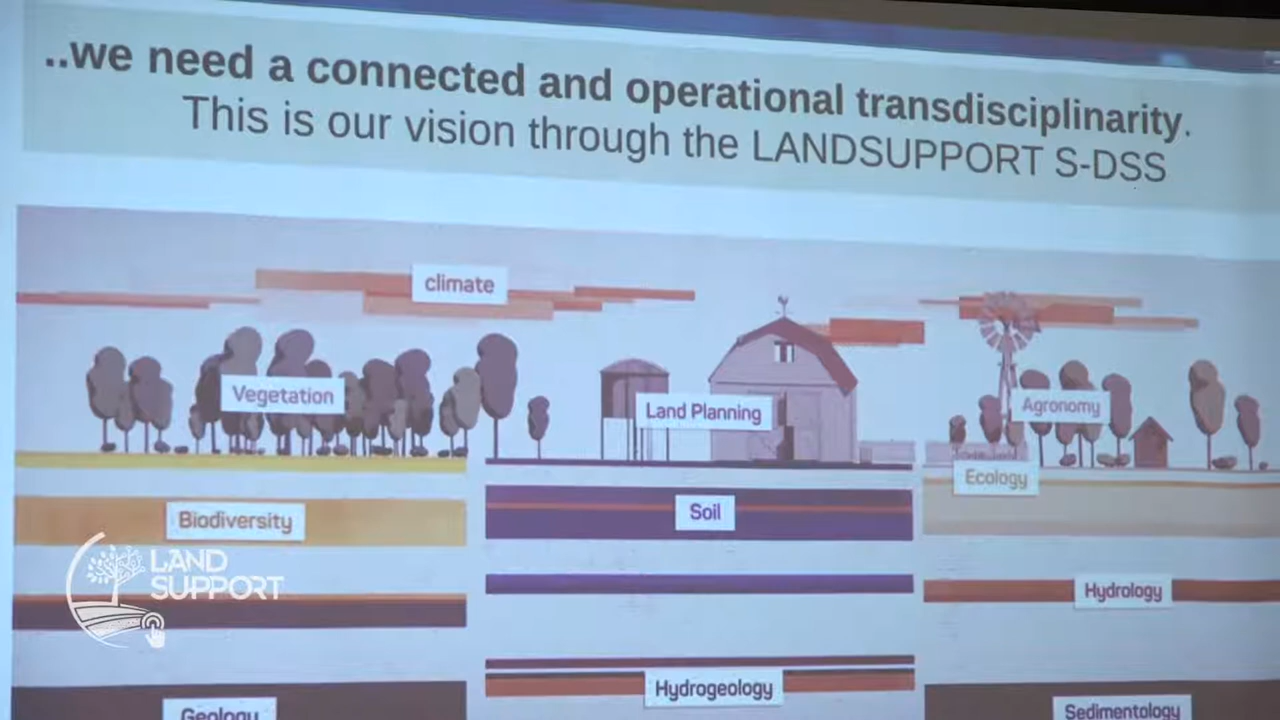 ..we need a connected and operational transdisciplinarity.
This is our vision through the LANDSUPPORT S-DSS
climate
Vegetation
Land Planning
Agronomy
Ecology
Biodiversity
Soil
LAND
SUPPORT
Hydrology
Hydrogeology
Geology
Sedimentology